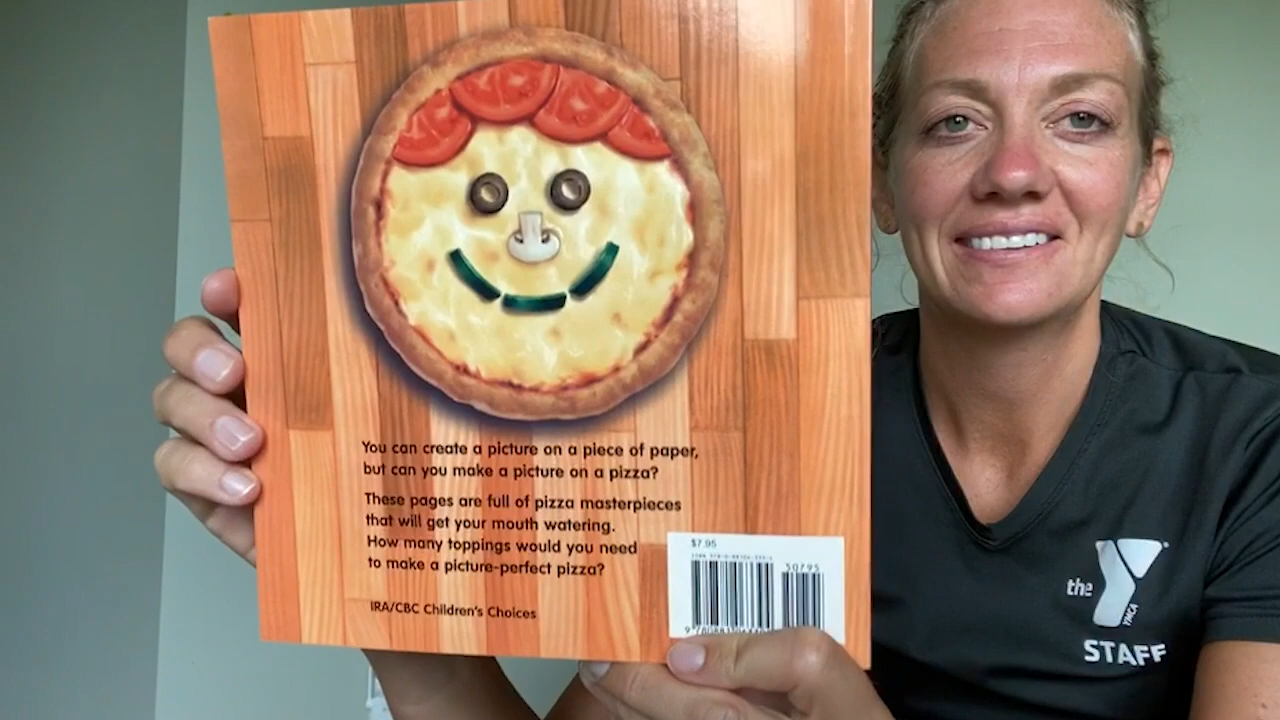 You can create a picture on a piece of paper,
but can you make a picture on a pizza?
These pages are full of pizza masterpieces
that will get your mouth watering.
How many toppings would you need
to make a picture-perfect pizza?
IRA/CBC Children's Choices
$7.95
50795
the Y
YMCA
STAFF